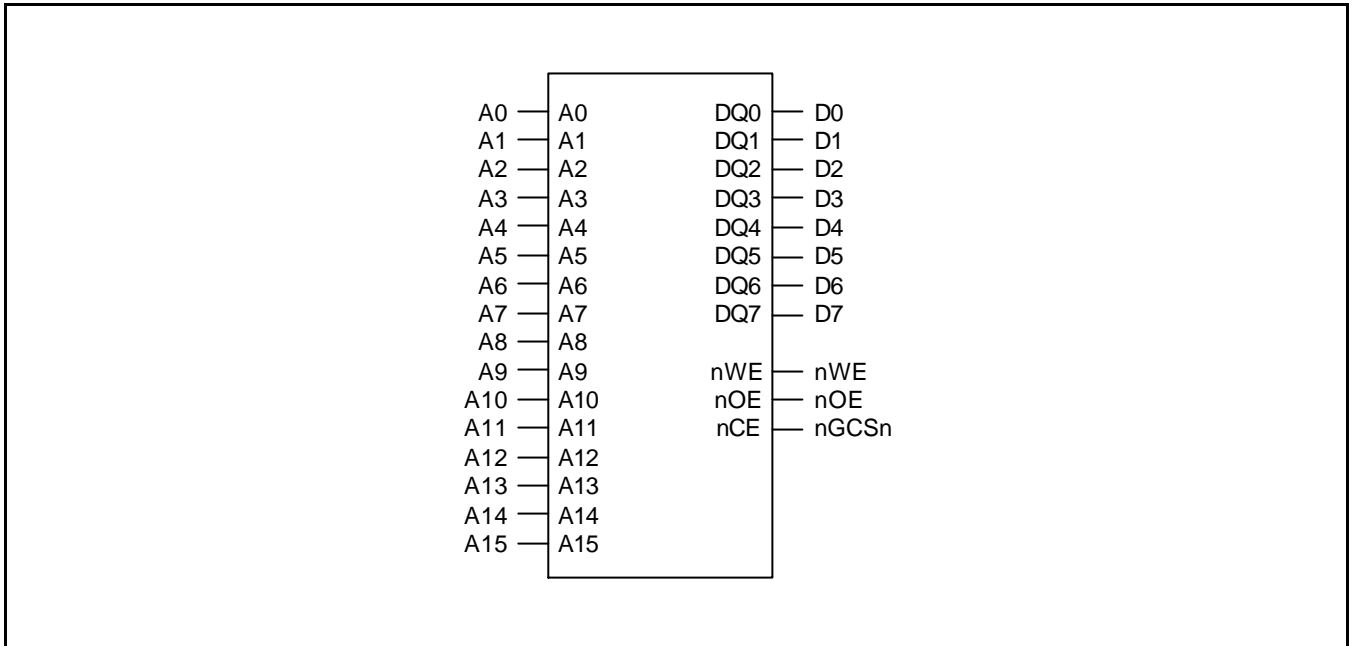 A0 A0 DQ0 D0
A1 A1 DQ1 D1
A2 A2 DQ2 D2
A3 A3 DQ3 D3
A4 A4 DQ4 D4
A5 A5 DQ5 D5
A6 A6 DQ6 D6
A7 A7 DQ7 D7
A8 A8
A9 A9 nWE nWE
A10 A10 nOE nOE
A11 A11 nCE nGCSn
A12 A12
A13 A13
A14 A14
A15 A15